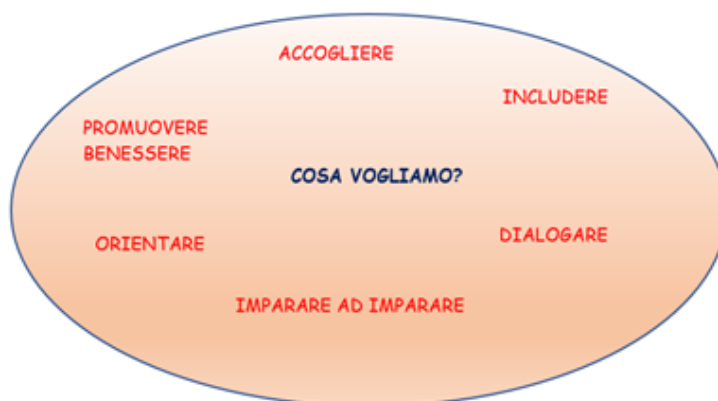 ACCOGLIERE
INCLUDERE
PROMUOVERE
BENESSERE
COSA VOGLIAMO?
DIALOGARE
ORIENTARE
IMPARARE AD IMPARARE